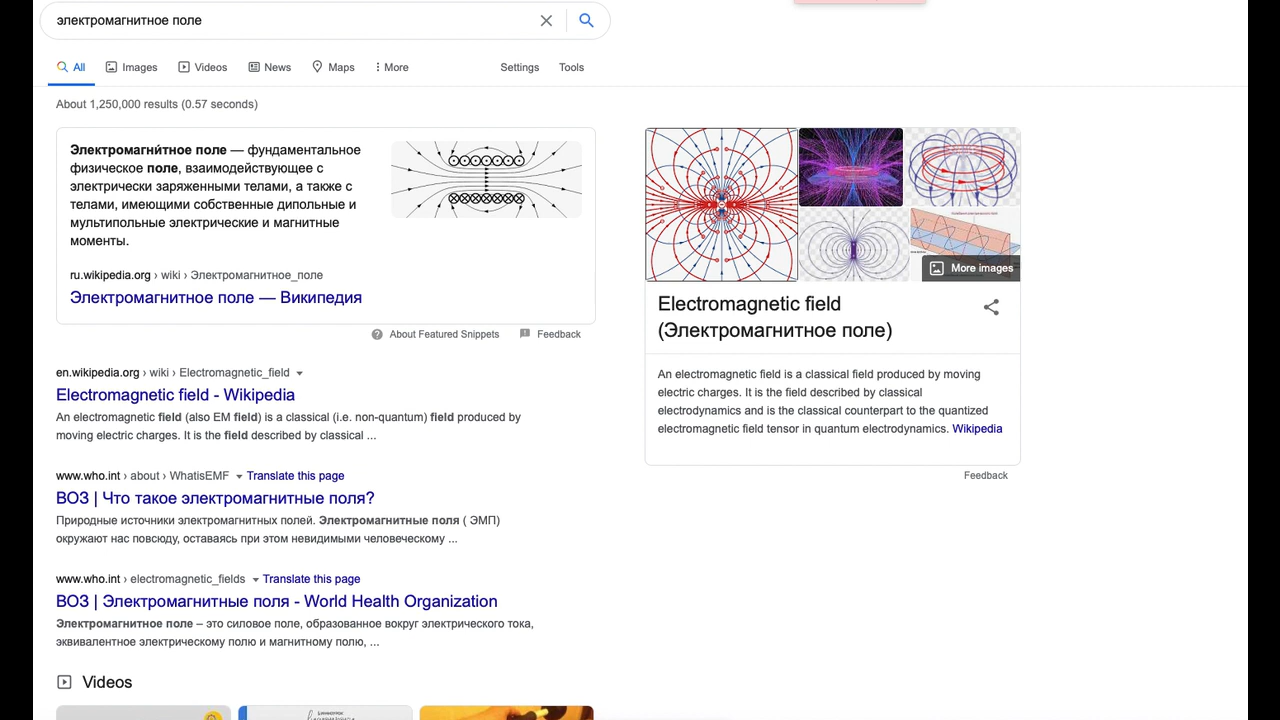 электромагнитное поле
All Images Videos News Maps More Settings Tools
About 1,250,000 results (0.57 seconds)
Электромагни́тное поле — фундаментальное
физическое поле, взаимодействующее с
электрически заряженными телами, а также с
телами, имеющими собственные дипольные и
мультипольные электрические и магнитные
моменты.
ru.wikipedia.org › wiki › Электромагнитное_поле
Электромагнитное поле — Википедия
About Featured Snippets Feedback
en.wikipedia.org › wiki › Electromagnetic_field
Electromagnetic field - Wikipedia
An electromagnetic field (also EM field) is a classical (i.e. non-quantum) field produced by
moving electric charges. It is the field described by classical ...
www.who.int › about › WhatisEMF Translate this page
ВОЗ | Что такое электромагнитные поля?
Природные источники электромагнитных полей. Электромагнитные поля ( ЭМП)
окружают нас повсюду, оставаясь при этом невидимыми человеческому ...
www.who.int › electromagnetic_fields Translate this page
ВОЗ | Электромагнитные поля - World Health Organization
Электромагнитное поле – это силовое поле, образованное вокруг электрического тока,
эквивалентное электрическому полю и магнитному полю, ...
Videos
More images
Electromagnetic field
(Электромагнитное поле)
An electromagnetic field is a classical field produced by moving
electric charges. It is the field described by classical
electrodynamics and is the classical counterpart to the quantized
electromagnetic field tensor in quantum electrodynamics. Wikipedia
Feedback